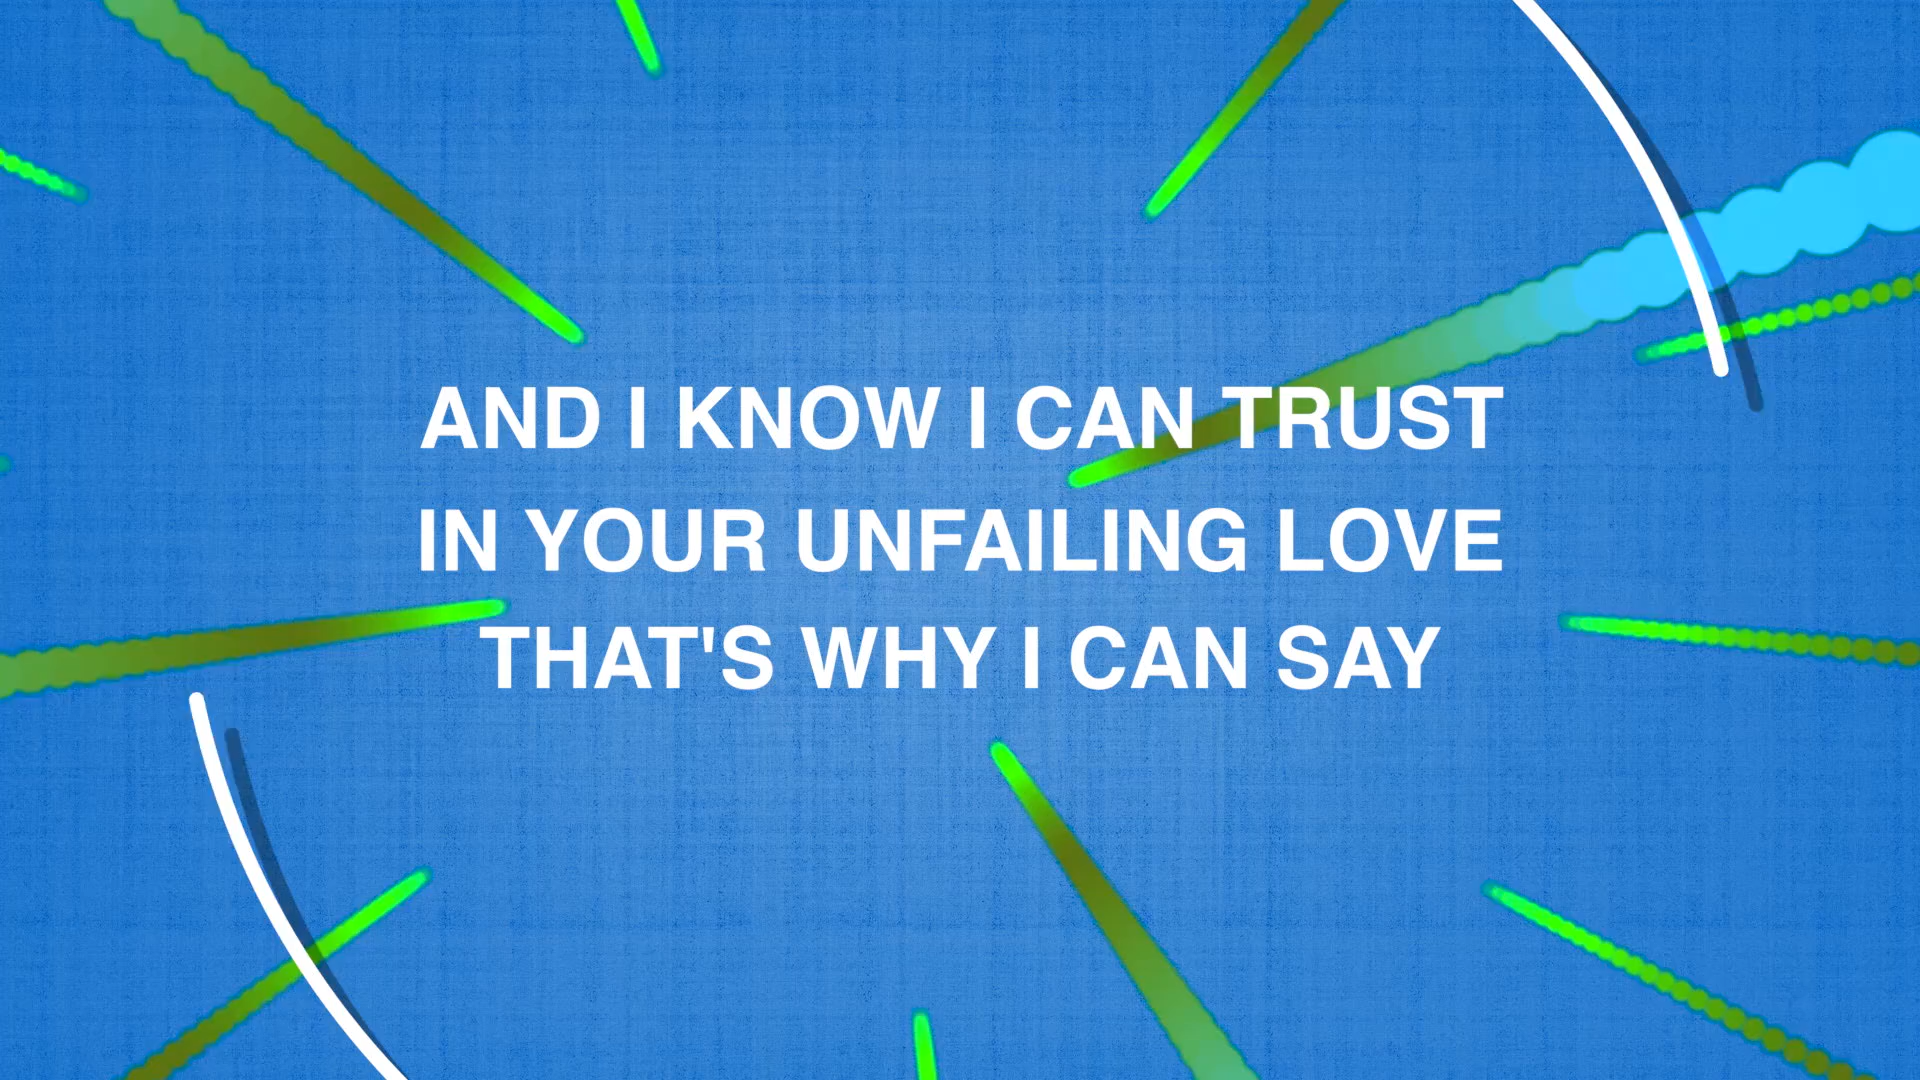 AND I KNOW I CAN TRUST
IN YOUR UNFAILING LOVE
THAT'S WHY I CAN SAY